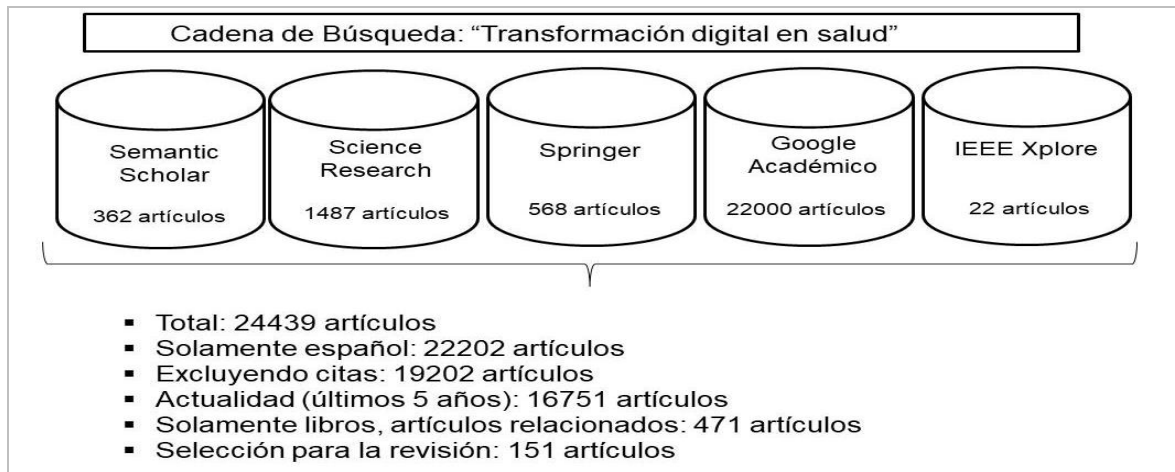 Cadena de Búsqueda: “Transformación digital en salud”
Semantic
Scholar
362 artículos
Science
Research
1487 artículos
Springer
568 artículos
Google
Académico
22000 artículos
IEEE Xplore
22 artículos
▪ Total: 24439 artículos
▪ Solamente español: 22202 artículos
▪ Excluyendo citas: 19202 artículos
▪ Actualidad (últimos 5 años): 16751 artículos
▪ Solamente libros, artículos relacionados: 471 artículos
▪ Selección para la revisión: 151 artículos